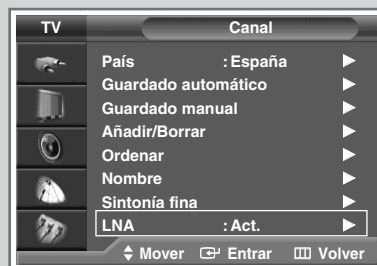 TV Canal
País : España
Guardado automático
Guardado manual
Añadir/Borrar
Ordenar
Nombre
Sintonía fina
LNA : Act.
Mover Entrar Volver